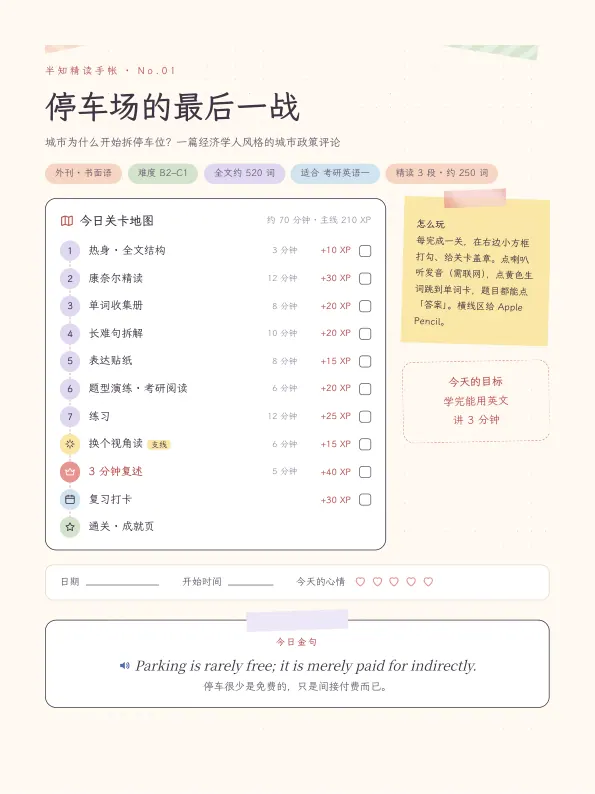 半知精读手帐 · No.01
停车场的最后一战
城市为什么开始拆停车位？一篇经济学人风格的城市政策评论
外刊·书面语 难度 B2–C1 全文约 520 词 适合 考研英语一 精读 3 段·约 250 词
今日关卡地图 约 70 分钟·主线 210 XP
1 热身·全文结构 3 分钟 +10 XP
2 康奈尔精读 12 分钟 +30 XP
3 单词收集册 8 分钟 +20 XP
4 长难句拆解 10 分钟 +20 XP
5 表达贴纸 8 分钟 +15 XP
6 题型演练·考研阅读 6 分钟 +20 XP
7 练习 12 分钟 +25 XP
换个视角读 支线 6 分钟 +15 XP
3 分钟复述 5 分钟 +40 XP
复习打卡 +30 XP
通关·成就页
怎么玩
每完成一关，在右边小方框
打勾、给关卡盖章。点喇叭
听发音（需联网），点黄色生
词跳到单词卡，题目都能点
「答案」。横线区给 Apple
Pencil。
今天的目标
学完能用英文
讲 3 分钟
日期 开始时间 今天的心情
今日金句
Parking is rarely free; it is merely paid for indirectly.
停车很少是免费的，只是间接付费而已。